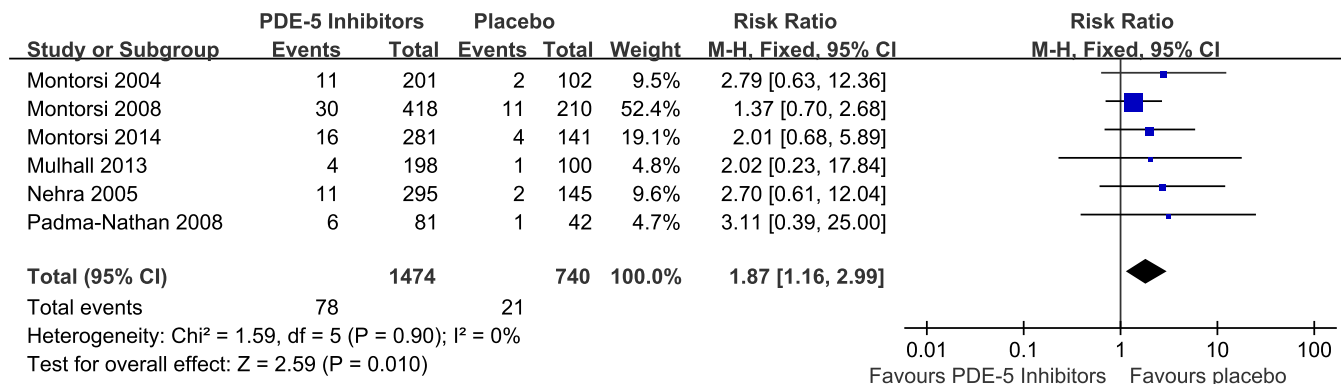 PDE-5 Inhibitors Placebo Risk Ratio Risk Ratio
Study or Subgroup Events Total Events Total Weight M-H, Fixed, 95% CI M-H, Fixed, 95% CI
Montorsi 2004 11 201 2 102 9.5% 2.79 [0.63, 12.36]
Montorsi 2008 30 418 11 210 52.4% 1.37 [0.70, 2.68]
Montorsi 2014 16 281 4 141 19.1% 2.01 [0.68, 5.89]
Mulhall 2013 4 198 1 100 4.8% 2.02 [0.23, 17.84]
Nehra 2005 11 295 2 145 9.6% 2.70 [0.61, 12.04]
Padma-Nathan 2008 6 81 1 42 4.7% 3.11 [0.39, 25.00]
Total (95% CI) 1474 740 100.0% 1.87 [1.16, 2.99]
Total events 78 21
Heterogeneity: Chi² = 1.59, df = 5 (P = 0.90); I² = 0%
Test for overall effect: Z = 2.59 (P = 0.010)
0.01 0.1 1 10 100
Favours PDE-5 Inhibitors Favours placebo